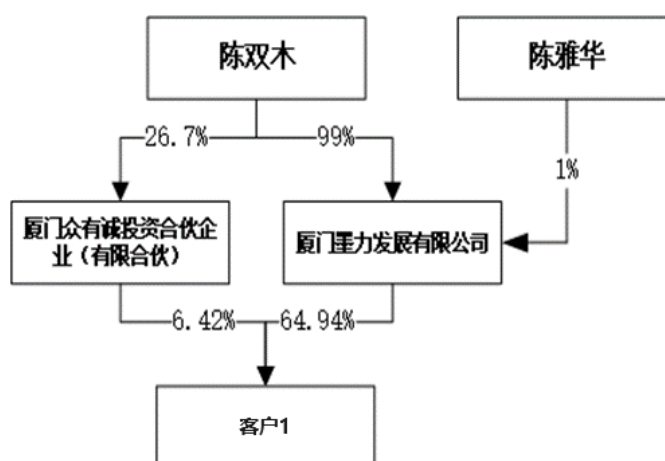 陈双木
陈雅华
26.7%
99%
1%
厦门众有诚投资合伙企
业（有限合伙）
厦门垂力发展有限公司
6.42%
64.94%
客户1